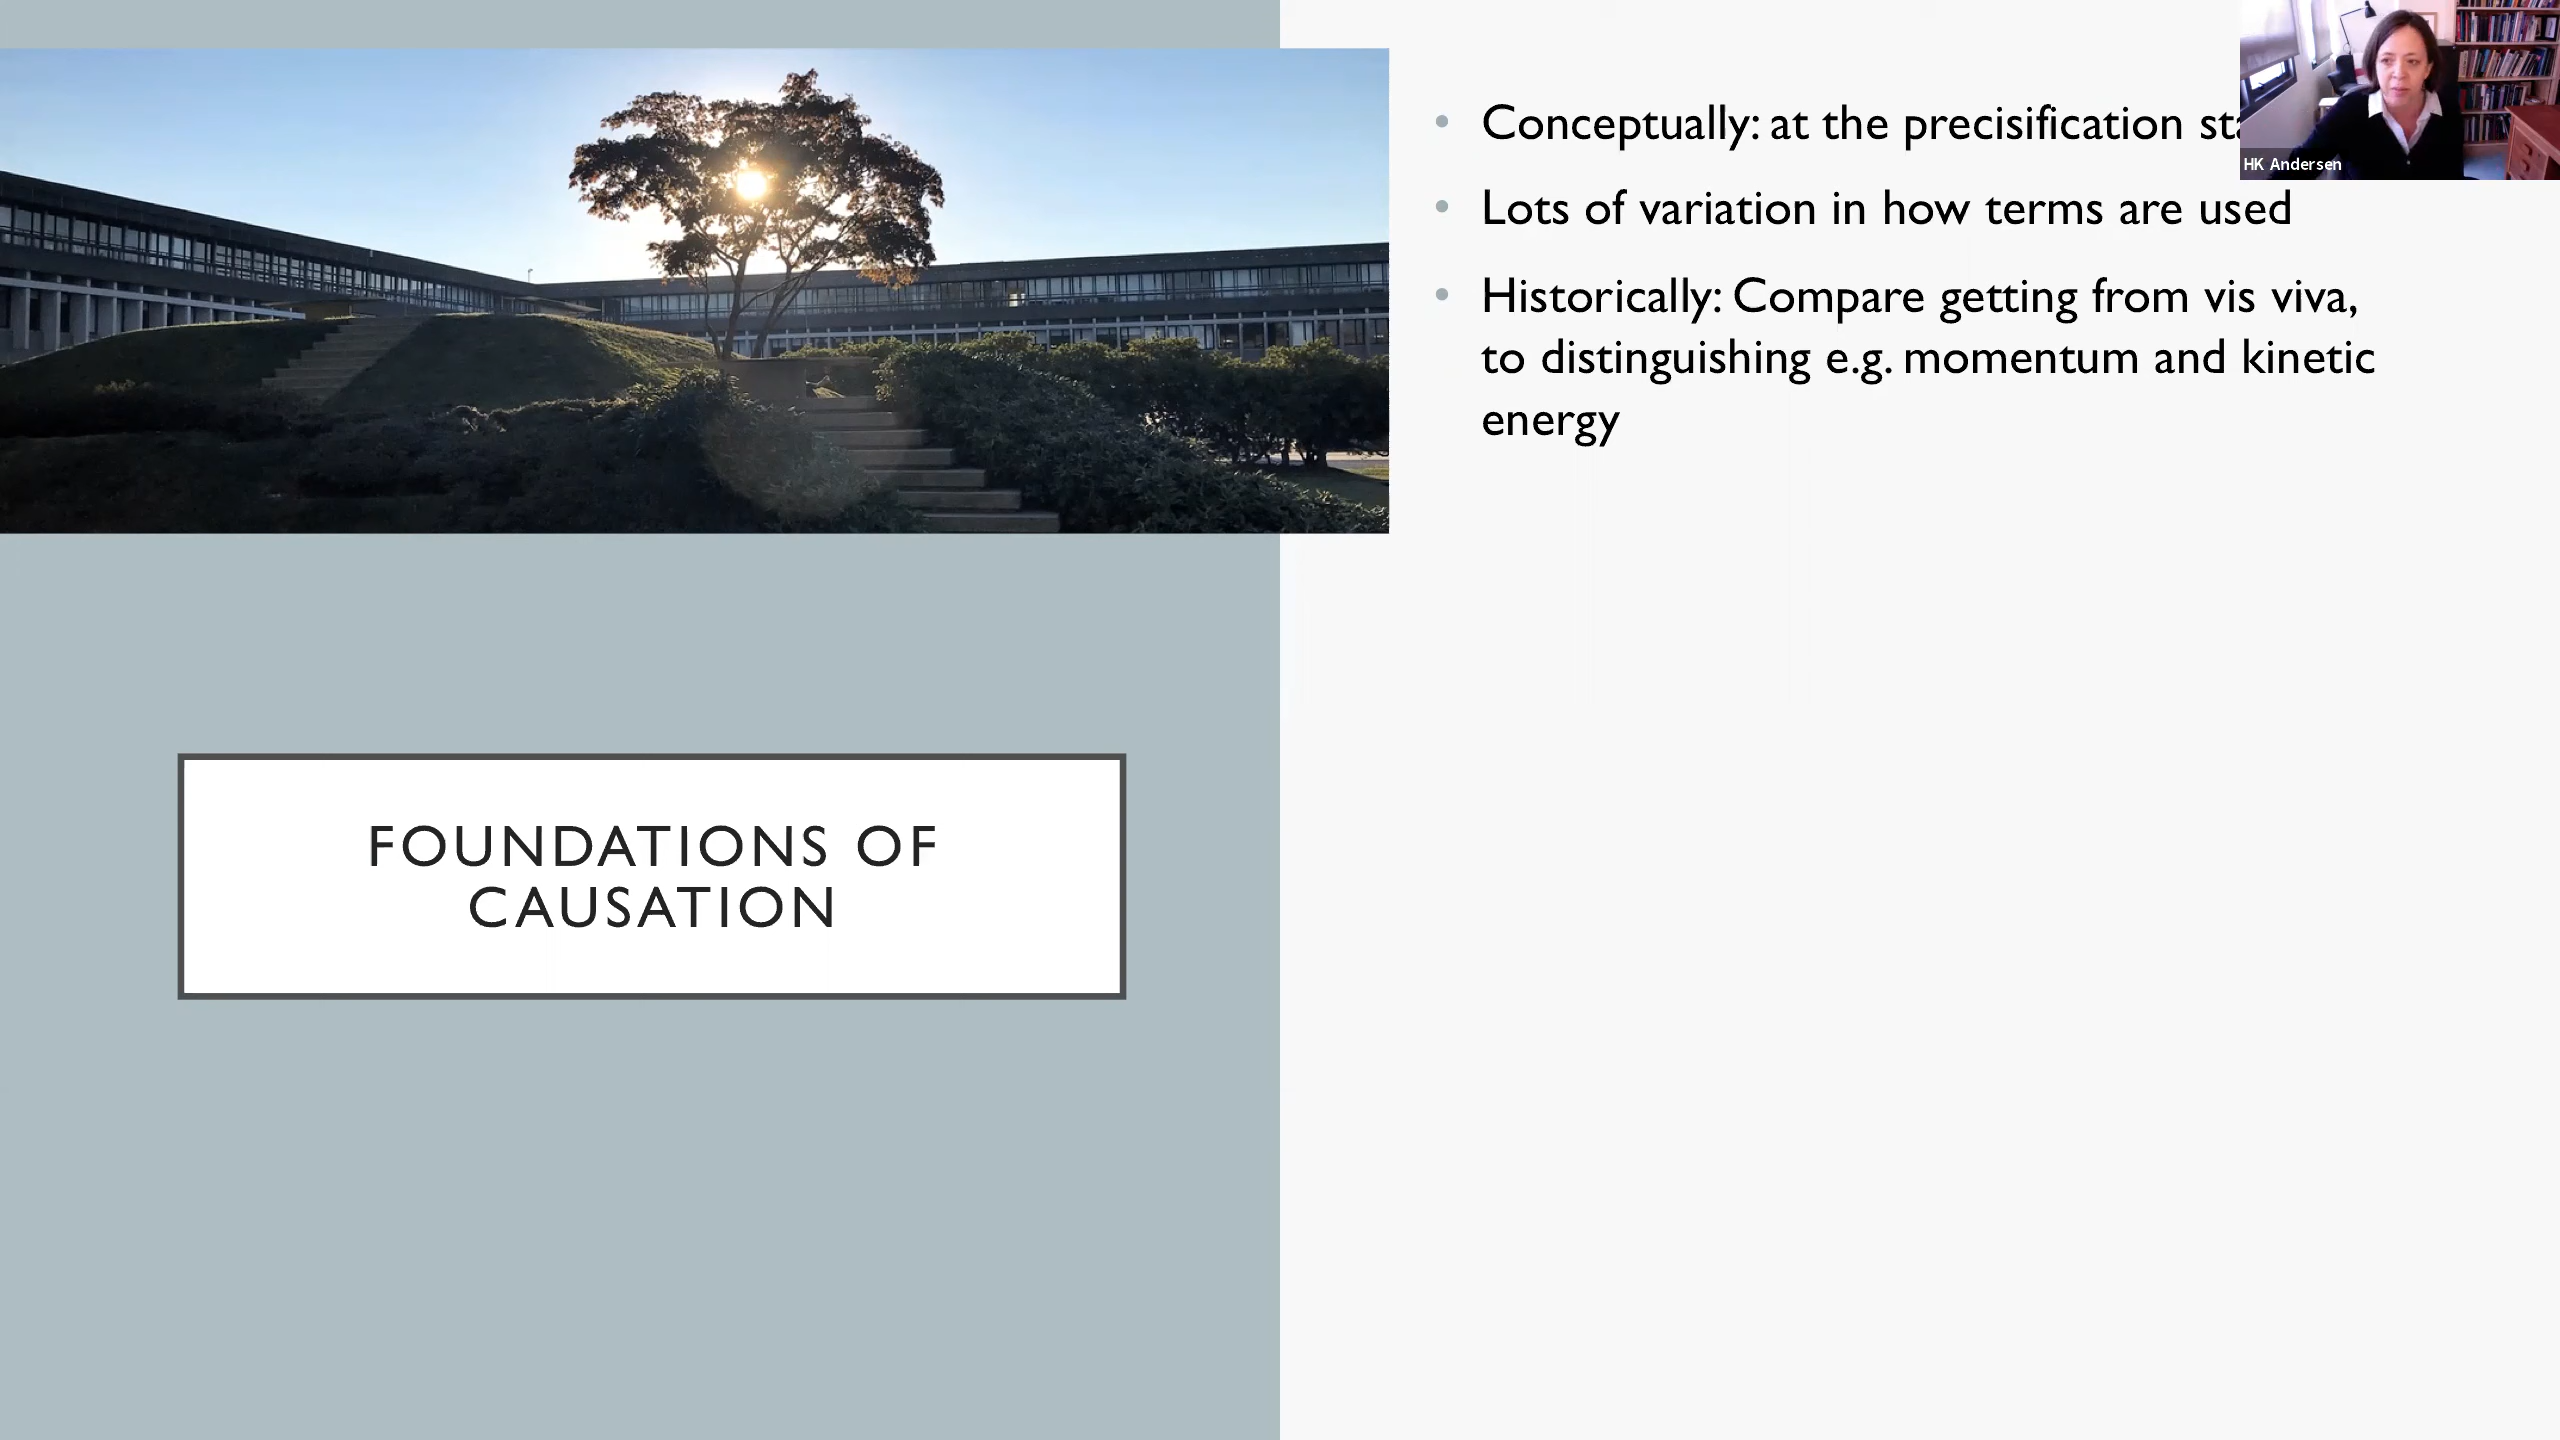 Conceptually: at the precisification
Lots of variation in how terms are used
Historically: Compare getting from vis viva,
to distinguishing e.g. momentum and kinetic
energy
HK Andersen
FOUNDATIONS OF
CAUSATION